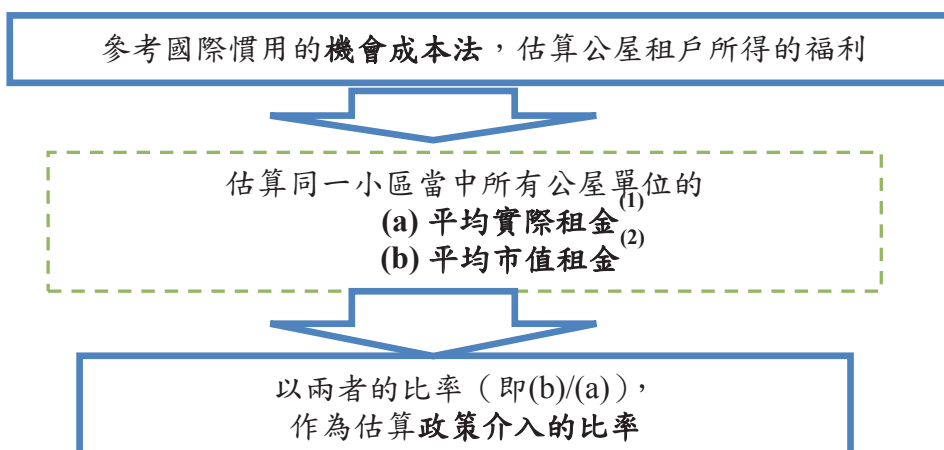 參考國際慣用的機會成本法，估算公屋租戶所得的福利
估算同一小區當中所有公屋單位的
(a) 平均實際租金(1)
(b) 平均市值租金(2)
以兩者的比率（即(b)/(a)），
作為估算政策介入的比率